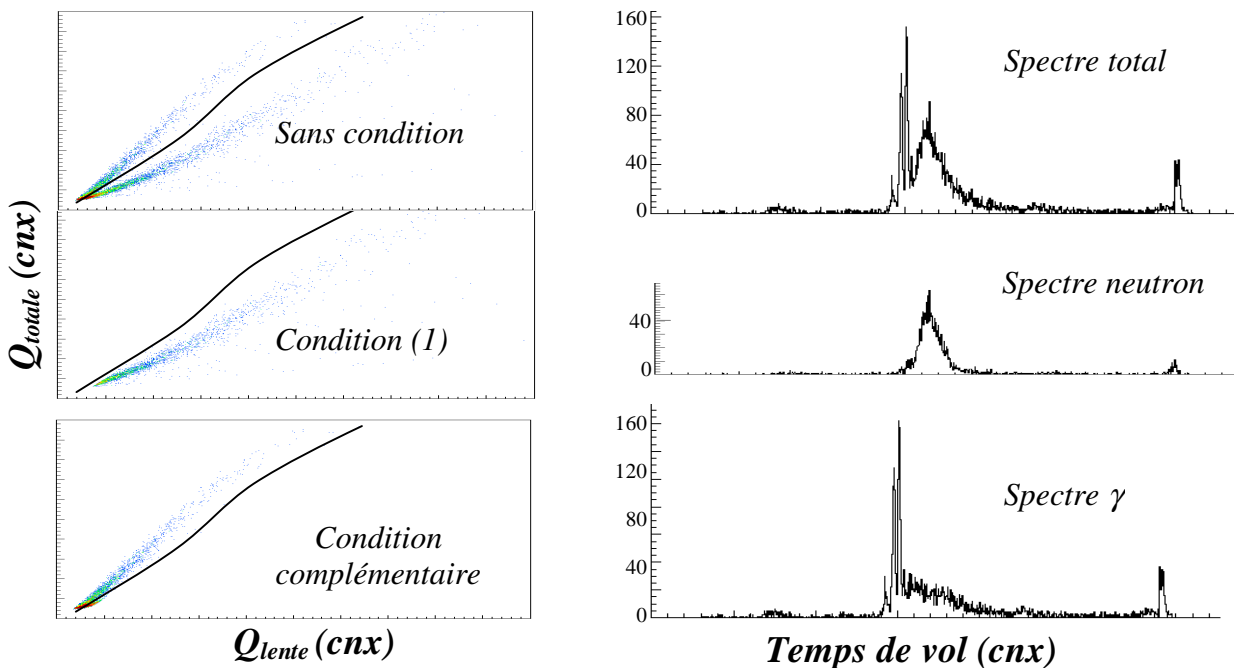 Q_totale (cnx)
Sans condition
Condition (1)
Condition
complémentaire
Q_lente (cnx)
160
120
80
40
0
Spectre total
40
0
Spectre neutron
160
120
80
40
0
Spectre γ
Temps de vol (cnx)